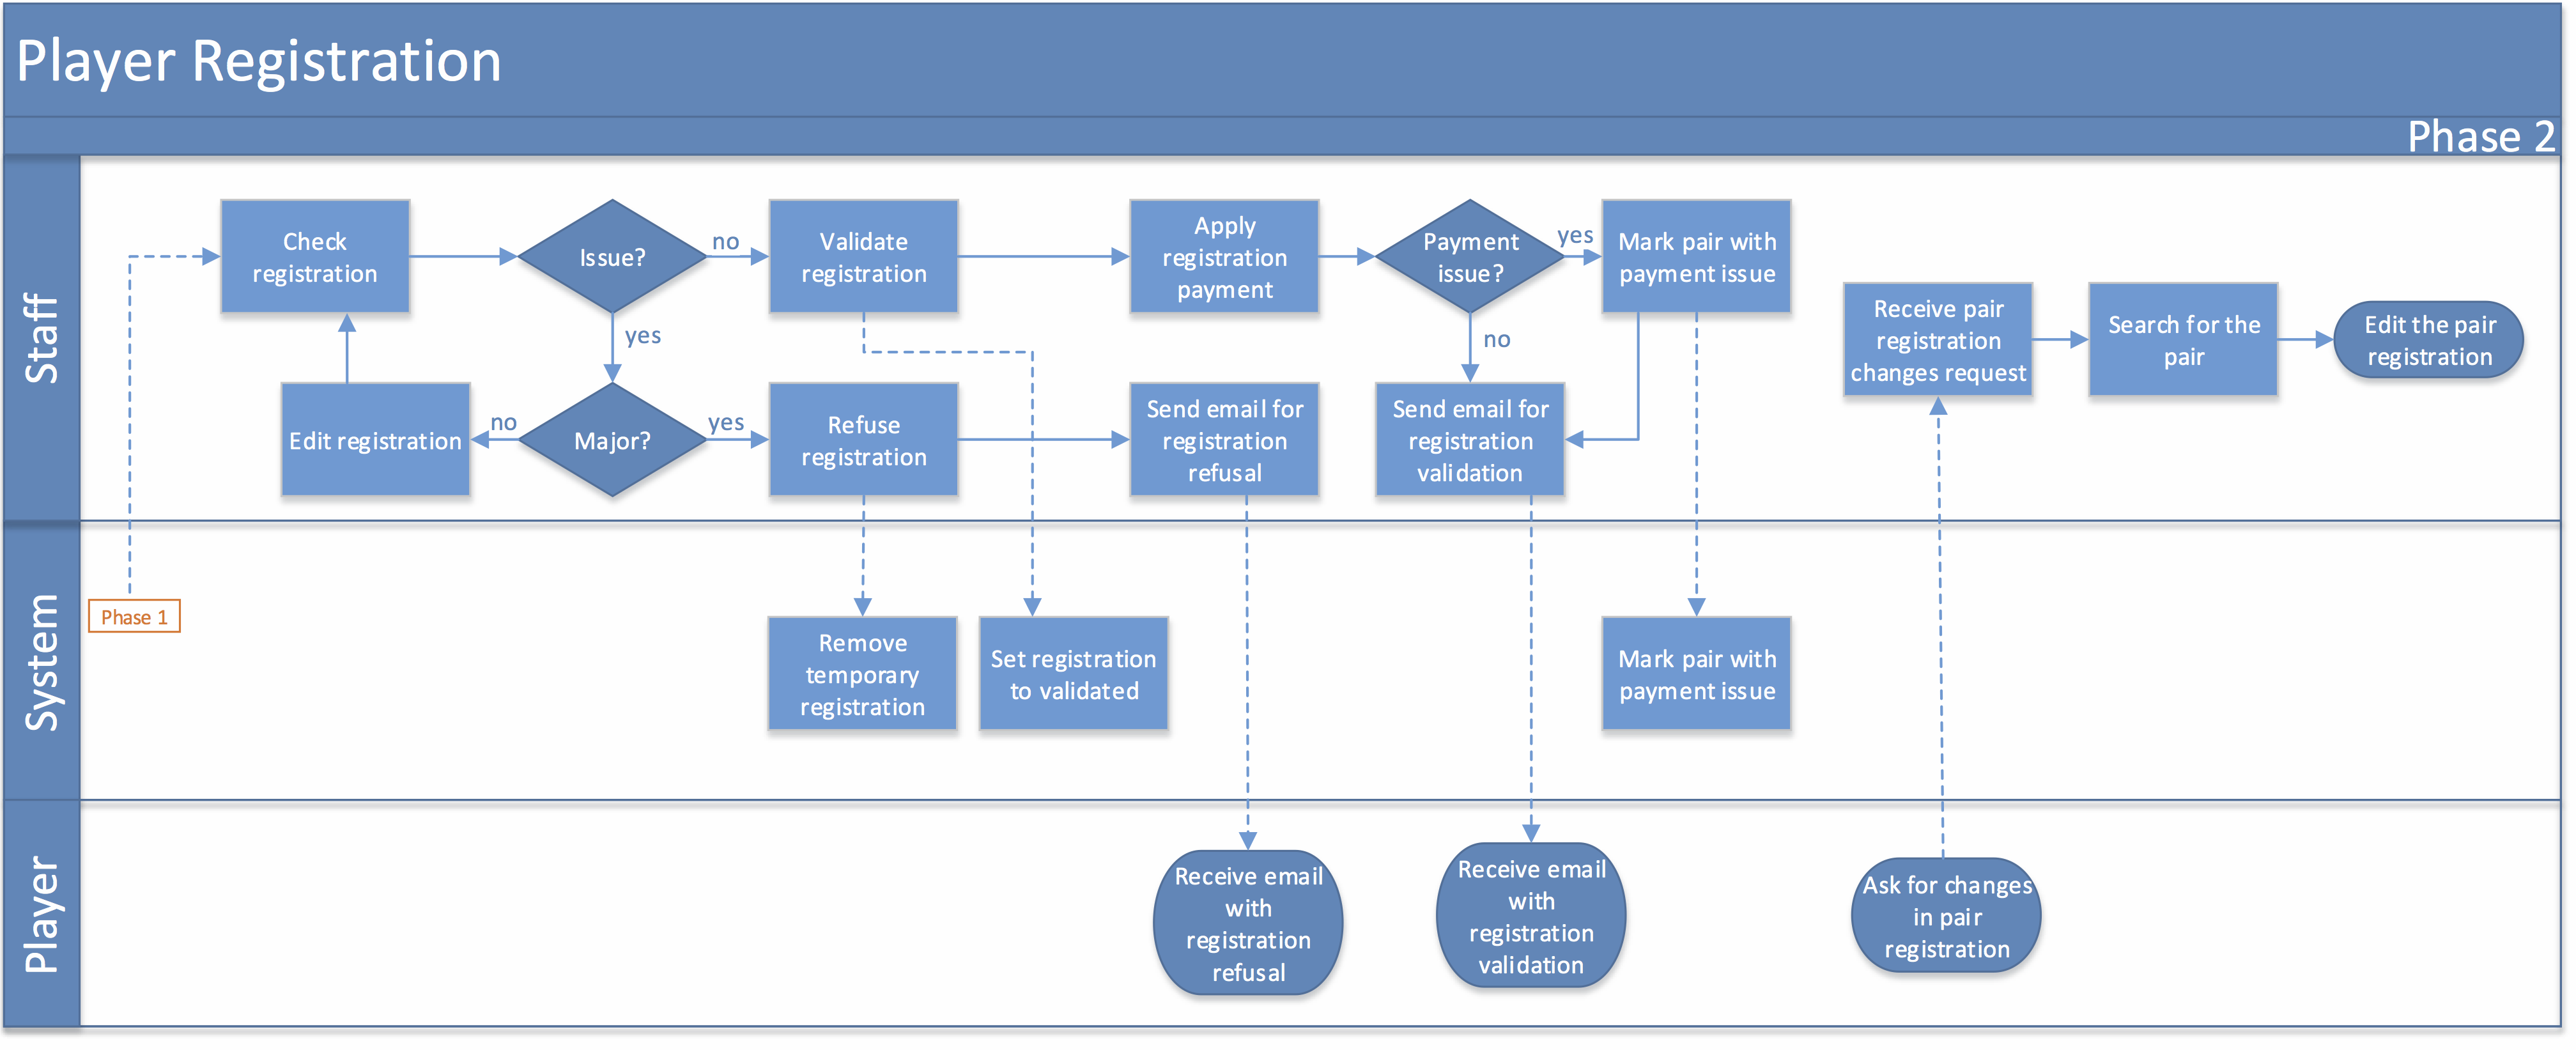 Player Registration
Phase 2
Staff
Check
registration
Issue?
no
Validate
registration
Apply
registration
payment
Payment
issue?
yes
Mark pair with
payment issue
yes
no
Receive pair
registration
changes request
Search for the
pair
Edit the pair
registration
Edit registration
no
Major?
yes
Refuse
registration
Send email for
registration
refusal
Send email for
registration
validation
System
Phase 1
Remove
temporary
registration
Set registration
to validated
Mark pair with
payment issue
Player
Receive email
with
registration
refusal
Receive email
with
registration
validation
Ask for changes
in pair
registration